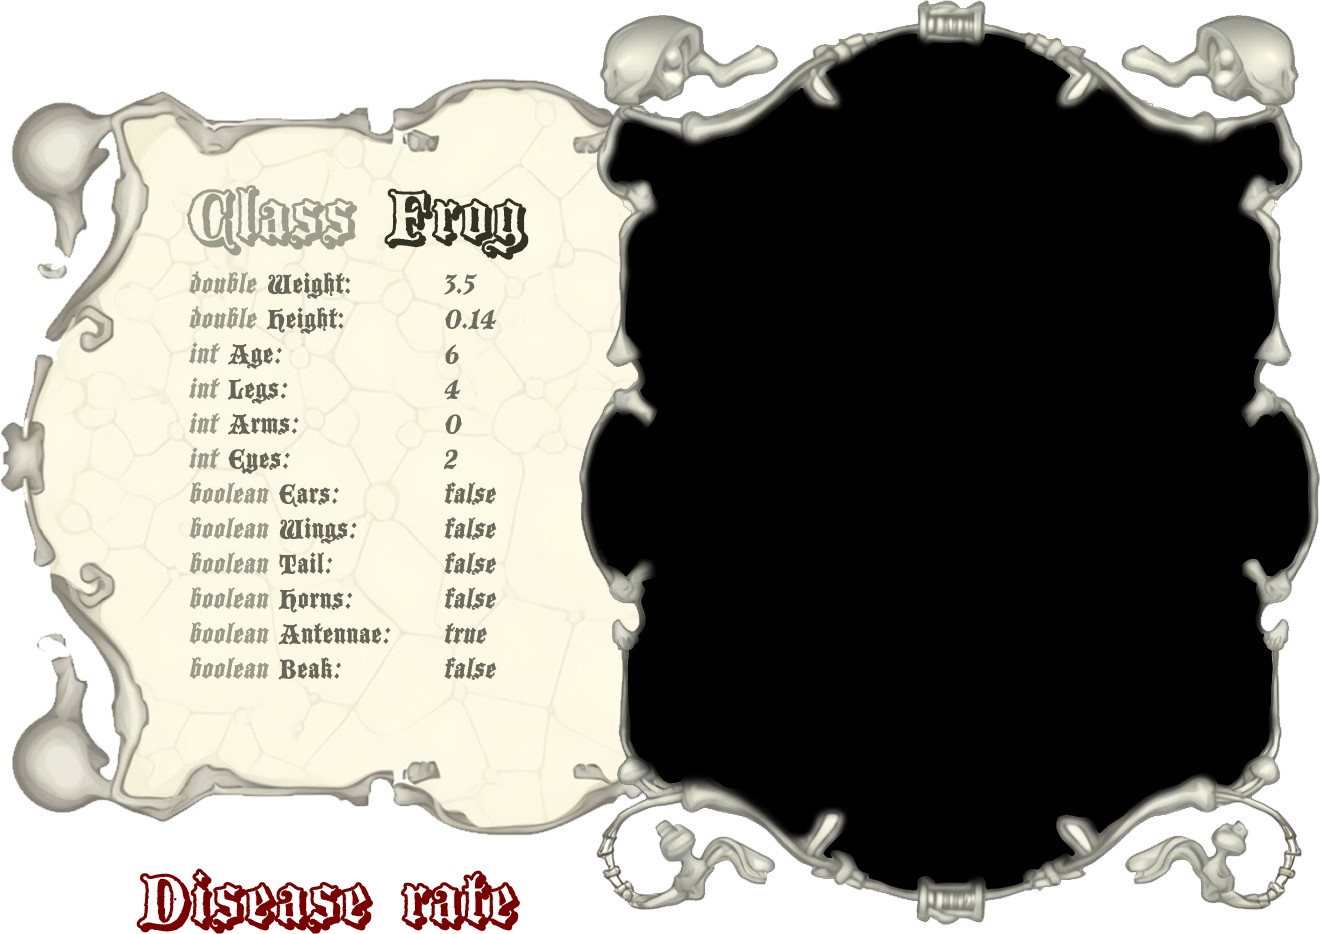 Class Frog
double Weight: 3.5
double Height: 0.14
int Age: 6
int Legs: 4
int Arms: 0
int Eyes: 2
boolean Ears: false
boolean Wings: false
boolean Tail: false
boolean Horns: false
boolean Antennae: true
boolean Beak: false
Disease rate